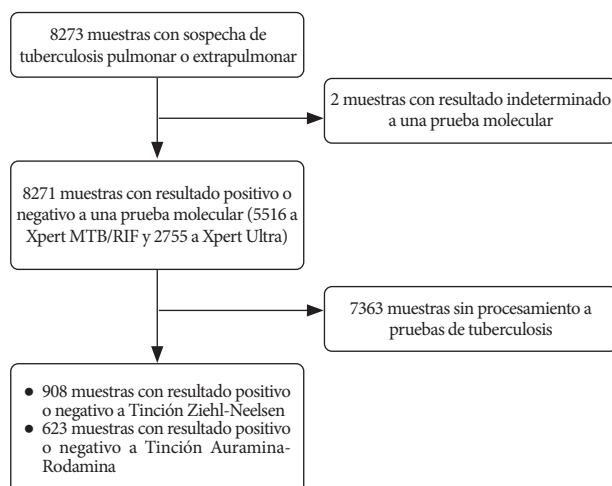 8273 muestras con sospecha de
tuberculosis pulmonar o extrapulmonar
2 muestras con resultado indeterminado
a una prueba molecular
8271 muestras con resultado positivo o
negativo a una prueba molecular (5516 a
Xpert MTB/RIF y 2755 a Xpert Ultra)
7363 muestras sin procesamiento a
pruebas de tuberculosis
● 908 muestras con resultado positivo
o negativo a Tinción Ziehl-Neelsen
● 623 muestras con resultado positivo
o negativo a Tinción Auramina-
Rodamina